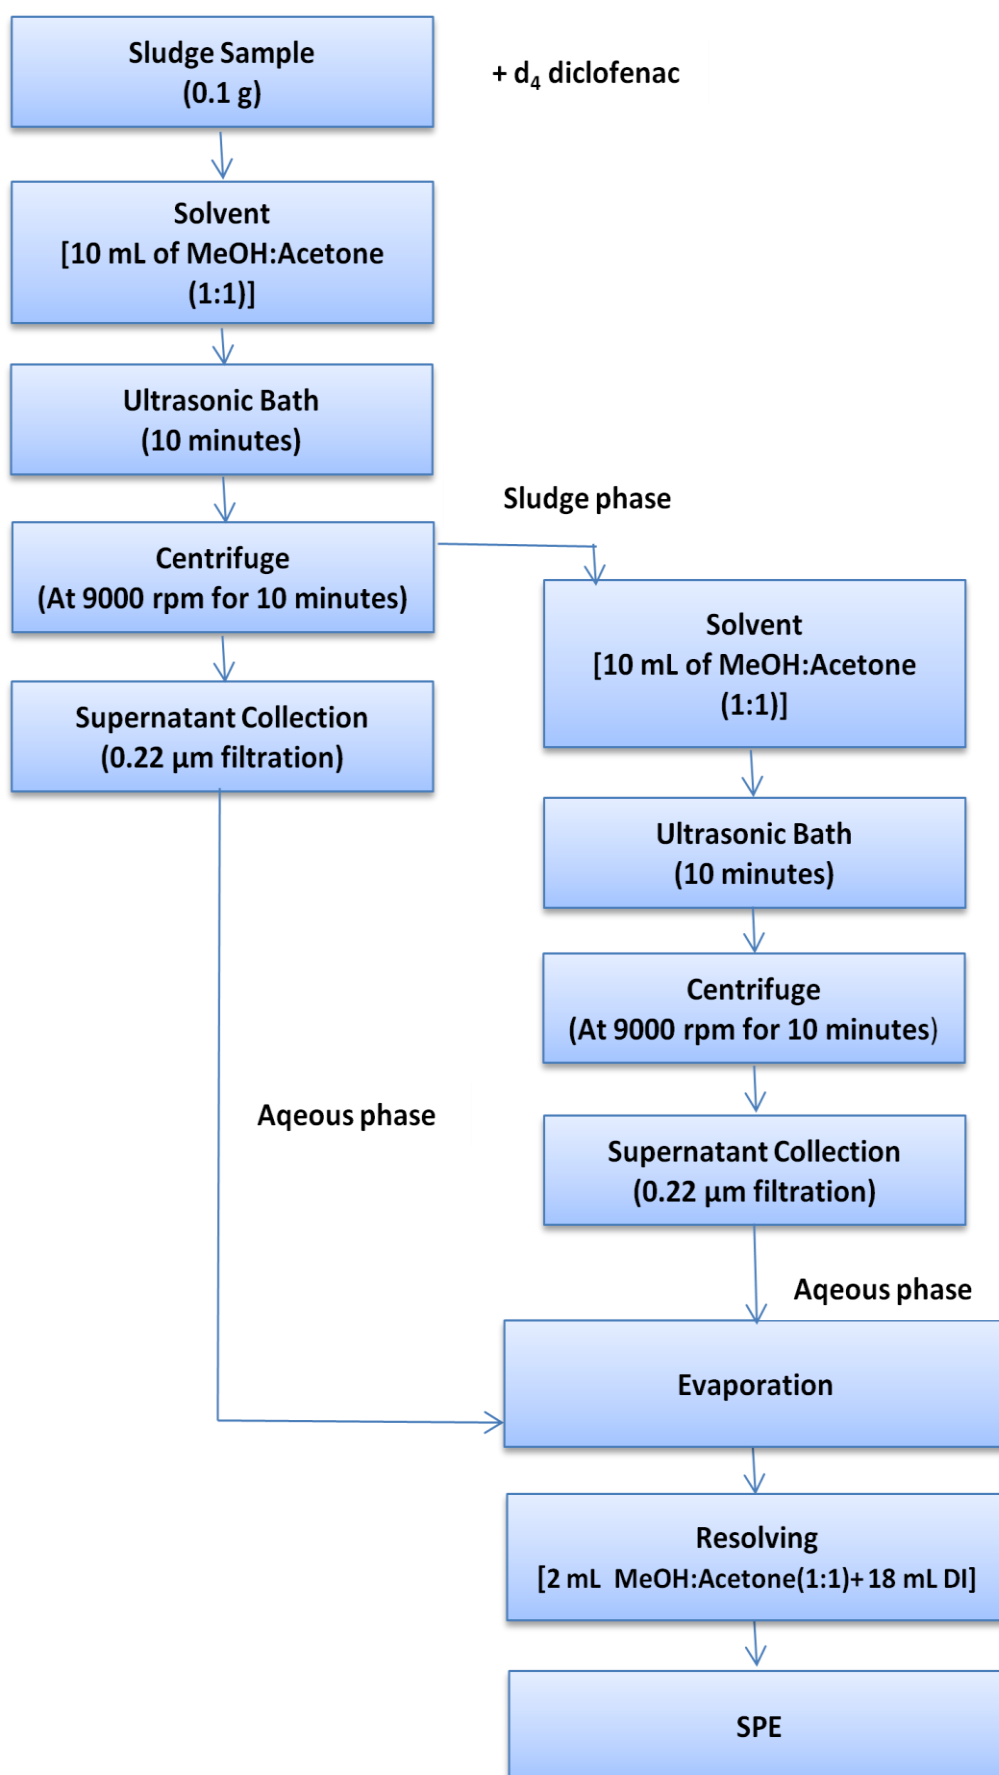 Sludge Sample
(0.1 g)
+ d₄ diclofenac
Solvent
[10 mL of MeOH:Acetone
(1:1)]
Ultrasonic Bath
(10 minutes)
Centrifuge
(At 9000 rpm for 10 minutes)
Supernatant Collection
(0.22 µm filtration)
Sludge phase
Solvent
[10 mL of MeOH:Acetone
(1:1)]
Ultrasonic Bath
(10 minutes)
Centrifuge
(At 9000 rpm for 10 minutes)
Supernatant Collection
(0.22 µm filtration)
Aqeous phase
Aqeous phase
Evaporation
Resolving
[2 mL MeOH:Acetone(1:1)+ 18 mL DI]
SPE